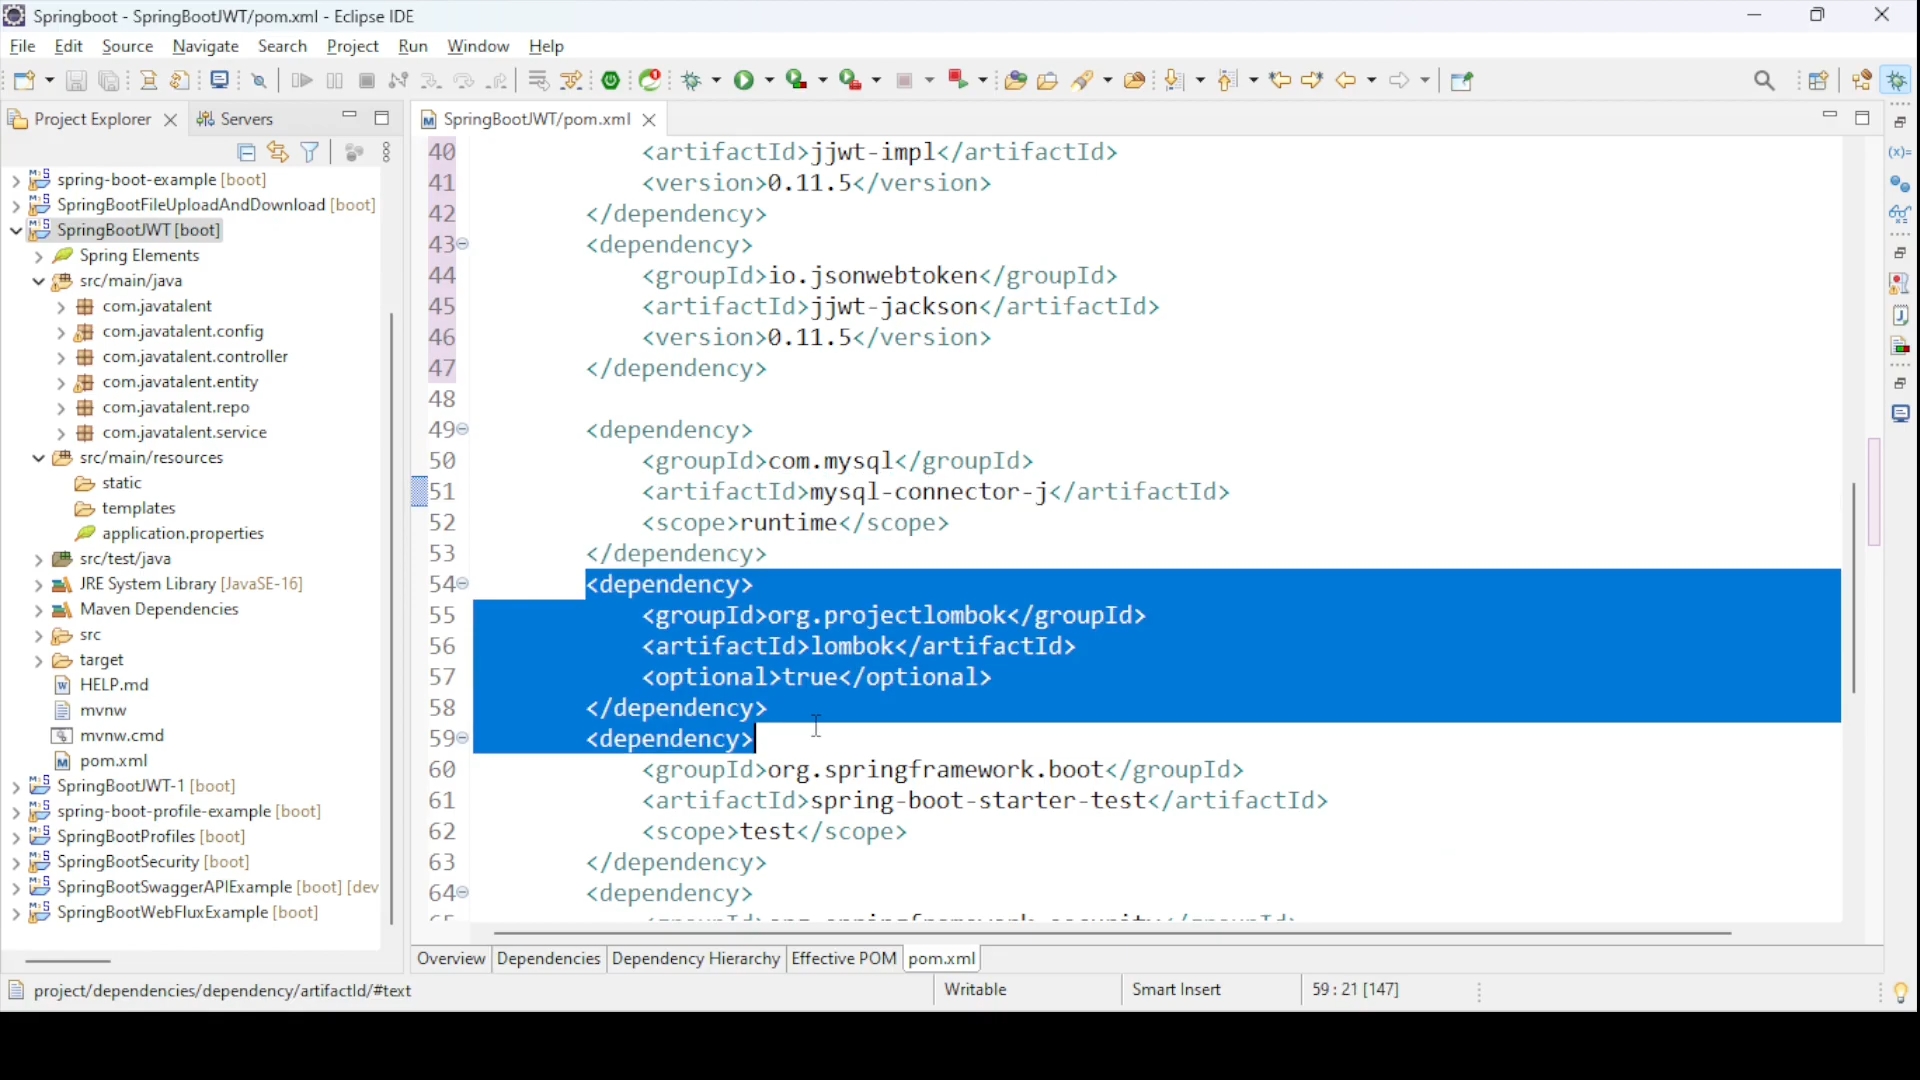 Springboot - SpringBootJWT/pom.xml - Eclipse IDE
File Edit Source Navigate Search Project Run Window Help
Project Explorer
Servers
spring-boot-example [boot]
SpringBootFileUploadAndDownload [boot]
SpringBootJWT [boot]
Spring Elements
src/main/java
com.javatalent
com.javatalent.config
com.javatalent.controller
com.javatalent.entity
com.javatalent.repo
com.javatalent.service
src/main/resources
static
templates
application.properties
src/test/java
JRE System Library [JavaSE-16]
Maven Dependencies
src
target
HELP.md
mvnw
mvnw.cmd
pom.xml
SpringBootJWT-1 [boot]
spring-boot-profile-example [boot]
SpringBootProfiles [boot]
SpringBootSecurity [boot]
SpringBootSwaggerAPIExample [boot] [dev
SpringBootWebFluxExample [boot]
SpringBootJWT/pom.xml
40 <artifactId>jjwt-impl</artifactId>
41 <version>0.11.5</version>
42 </dependency>
43 <dependency>
44 <groupId>io.jsonwebtoken</groupId>
45 <artifactId>jjwt-jackson</artifactId>
46 <version>0.11.5</version>
47 </dependency>
48
49 <dependency>
50 <groupId>com.mysql</groupId>
51 <artifactId>mysql-connector-j</artifactId>
52 <scope>runtime</scope>
53 </dependency>
54 <dependency>
55 <groupId>org.projectlombok</groupId>
56 <artifactId>lombok</artifactId>
57 <optional>true</optional>
58 </dependency>
59 <dependency>
60 <groupId>org.springframework.boot</groupId>
61 <artifactId>spring-boot-starter-test</artifactId>
62 <scope>test</scope>
63 </dependency>
64 <dependency>
Overview Dependencies Dependency Hierarchy Effective POM pom.xml
project/dependencies/dependency/artifactId/#text
Writable
Smart Insert
59 : 21 [147]
(x)=